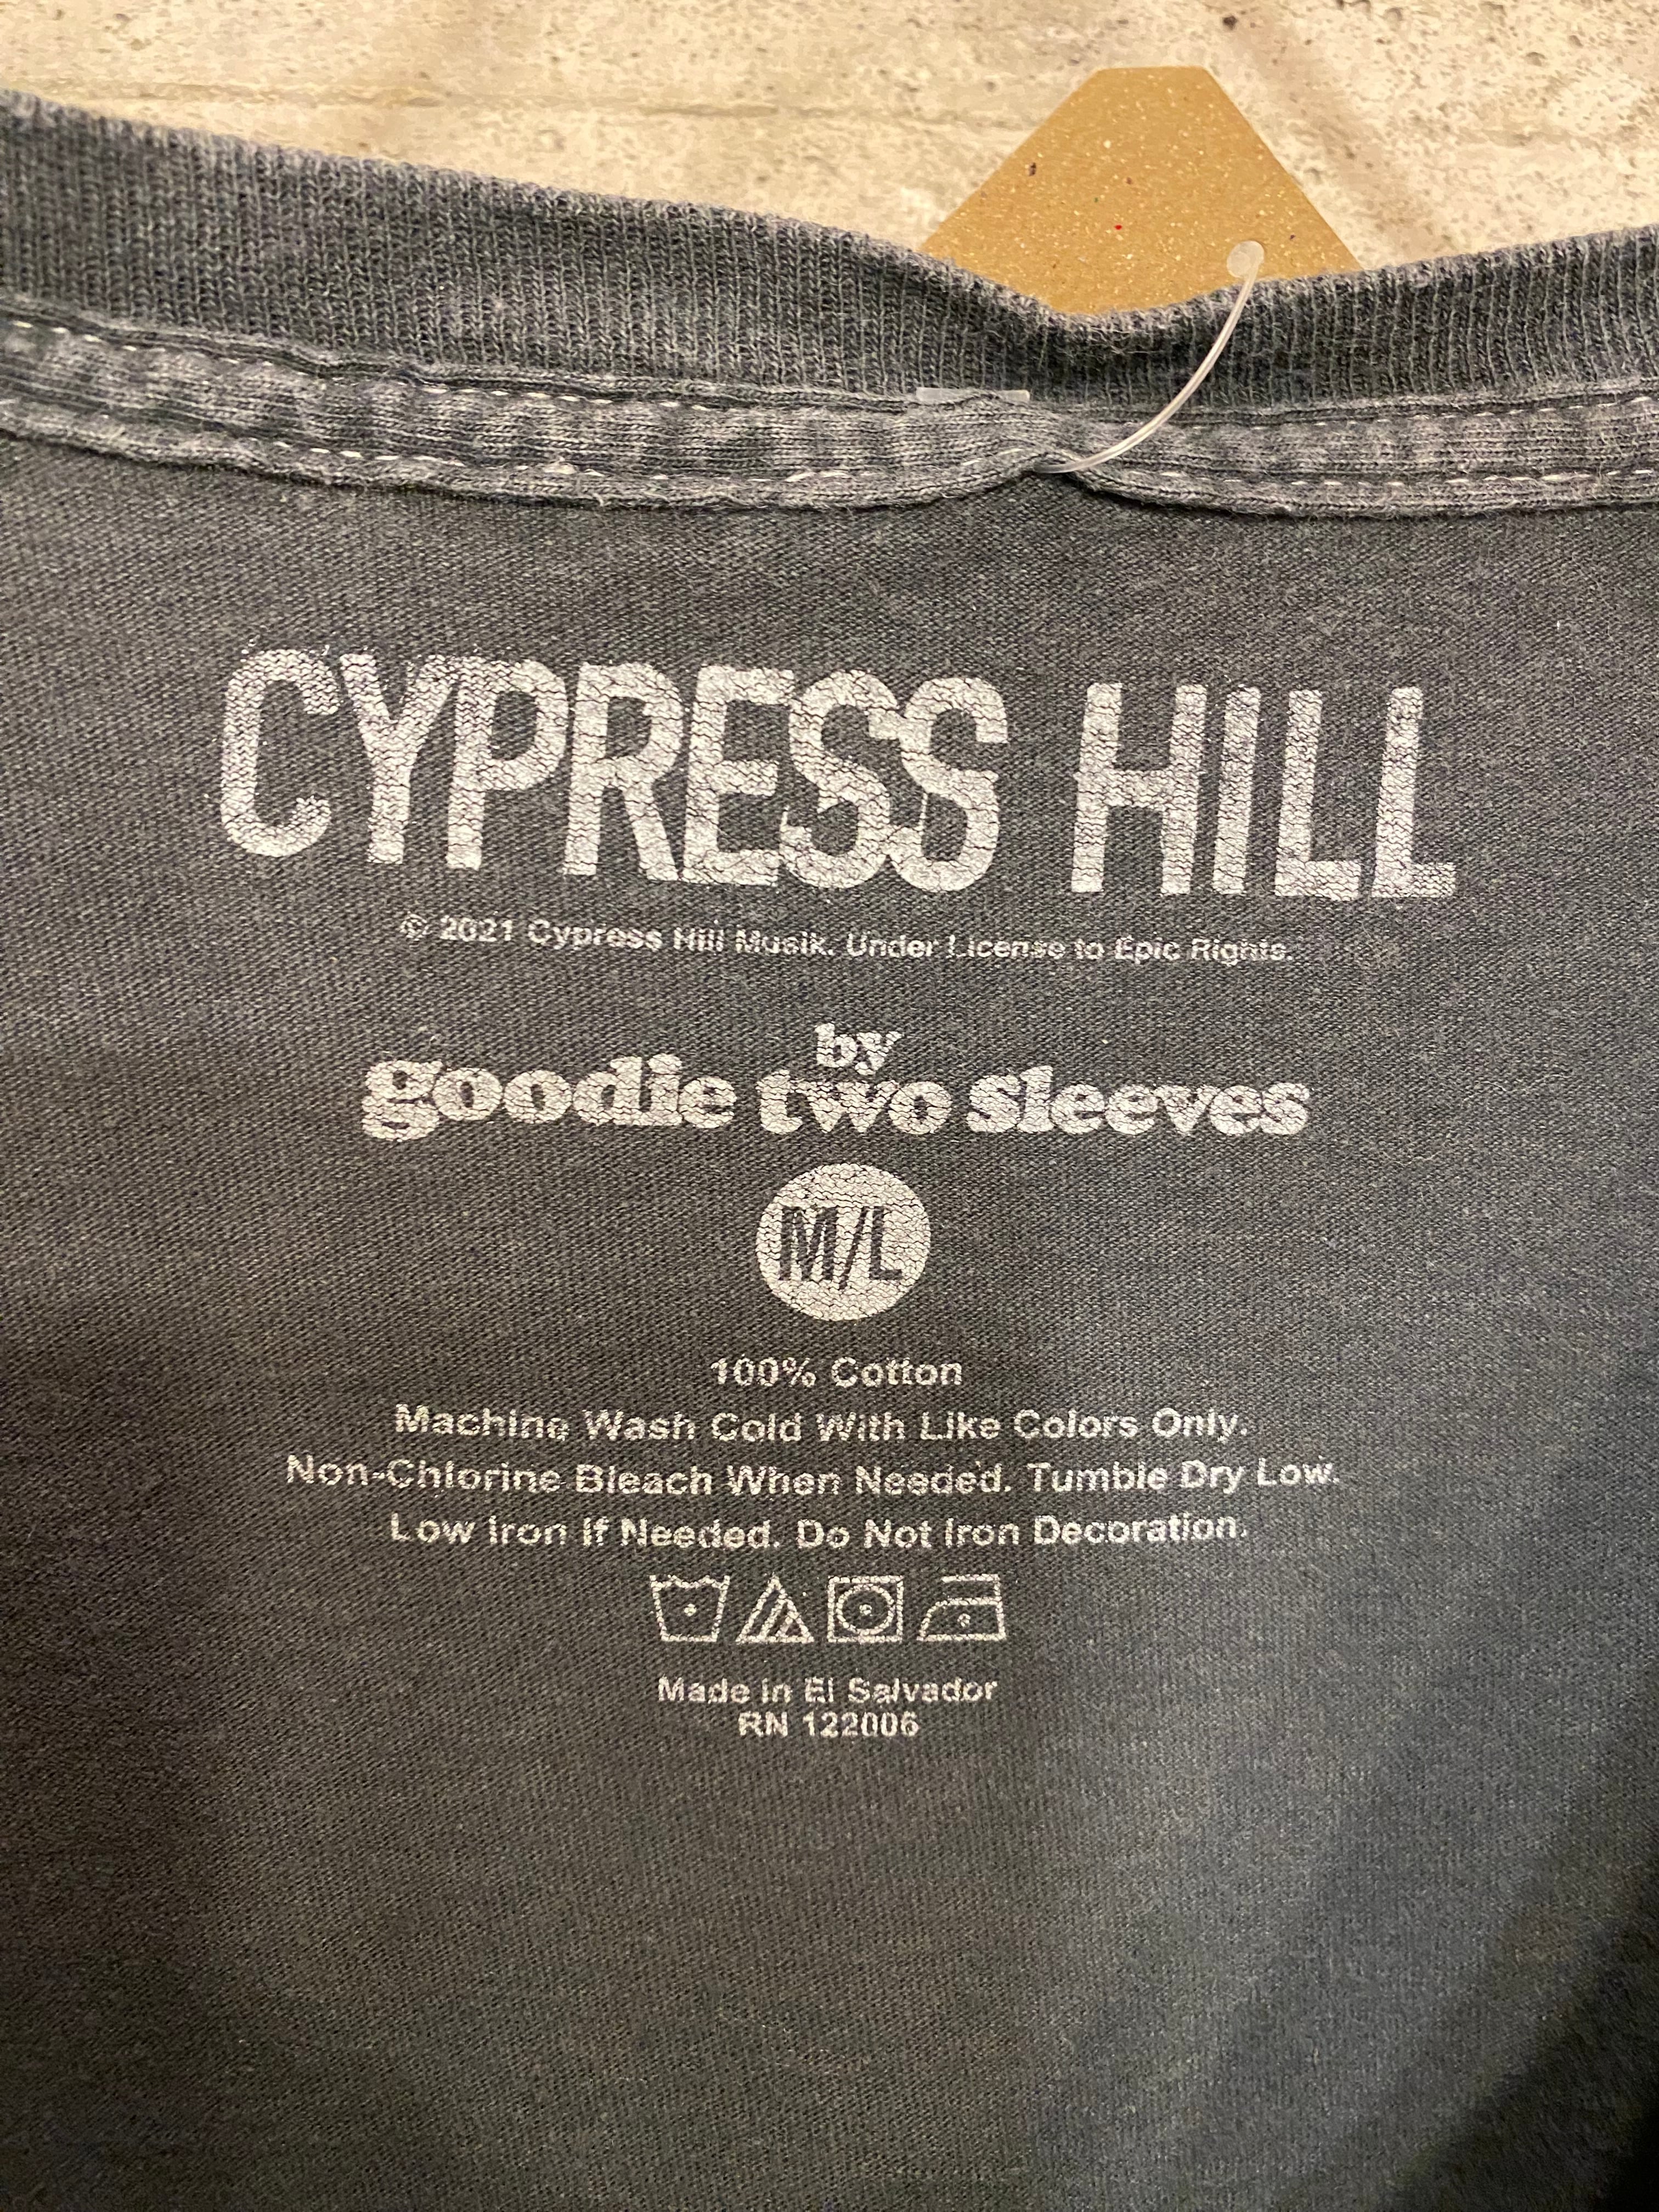 CYPRESS HILL
© 2021 Cypress Hill Musik. Under License to Epic Rights.
by
goodie two sleeves
M/L
100% Cotton
Machine Wash Cold With Like Colors Only.
Non-Chlorine Bleach When Needed. Tumble Dry Low.
Low Iron If Needed. Do Not Iron Decoration.
Made in El Salvador
RN 122006